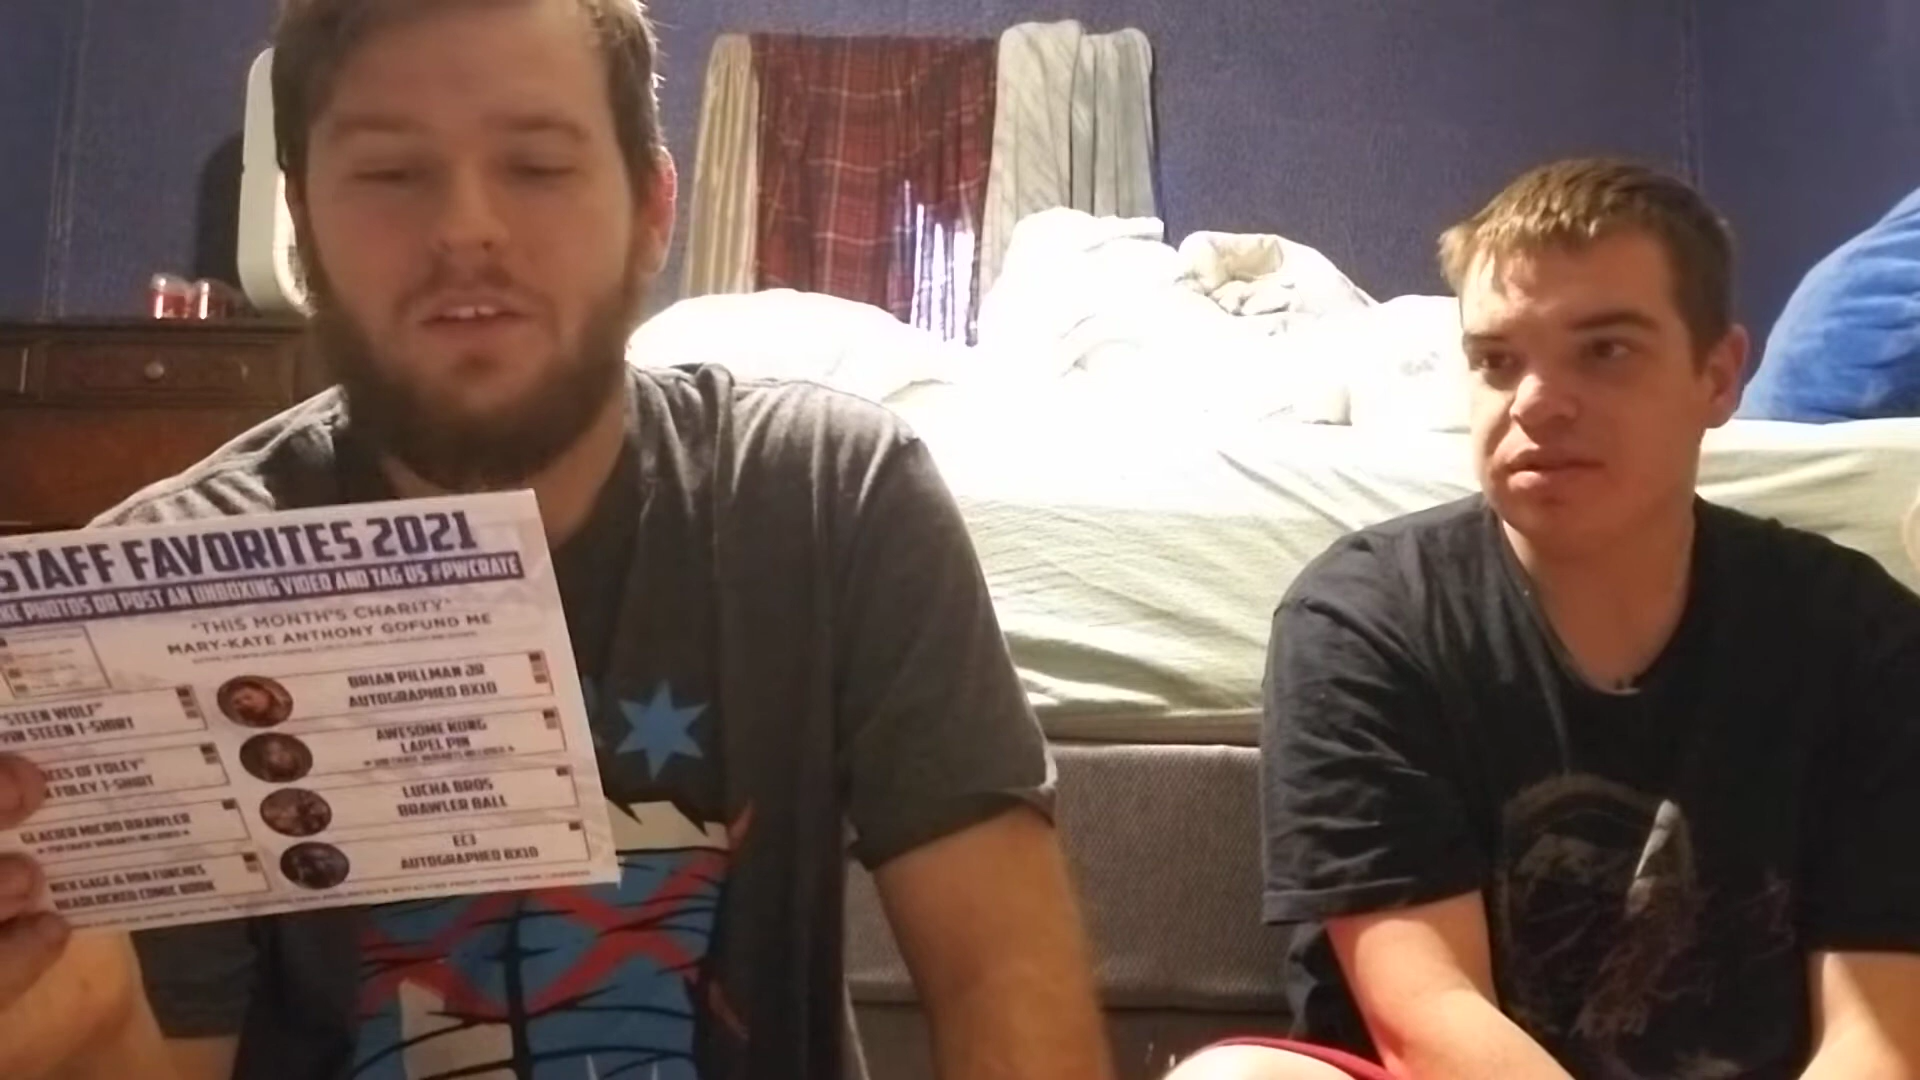 STAFF FAVORITES 2021
PHOTOS OR POST AN UNBOXING VIDEO AND TAG US #PWCRATE
*THIS MONTH'S CHARITY*
MARY-KATE ANTHONY GOFUND ME
"STEEN WOLF"
STEEN T-SHIRT
OF FOLEY"
FOLEY T-SHIRT
GLACIER MICRO BRAWLER
NICK GAGE & RON FUNCHES
HEADLOCKED COMIC BOOK
BRIAN PILLMAN JR
AUTOGRAPHED 8X10
AWESOME KONG
LAPEL PIN
LUCHA BROS
BRAWLER BALL
EC3
AUTOGRAPHED 8X10